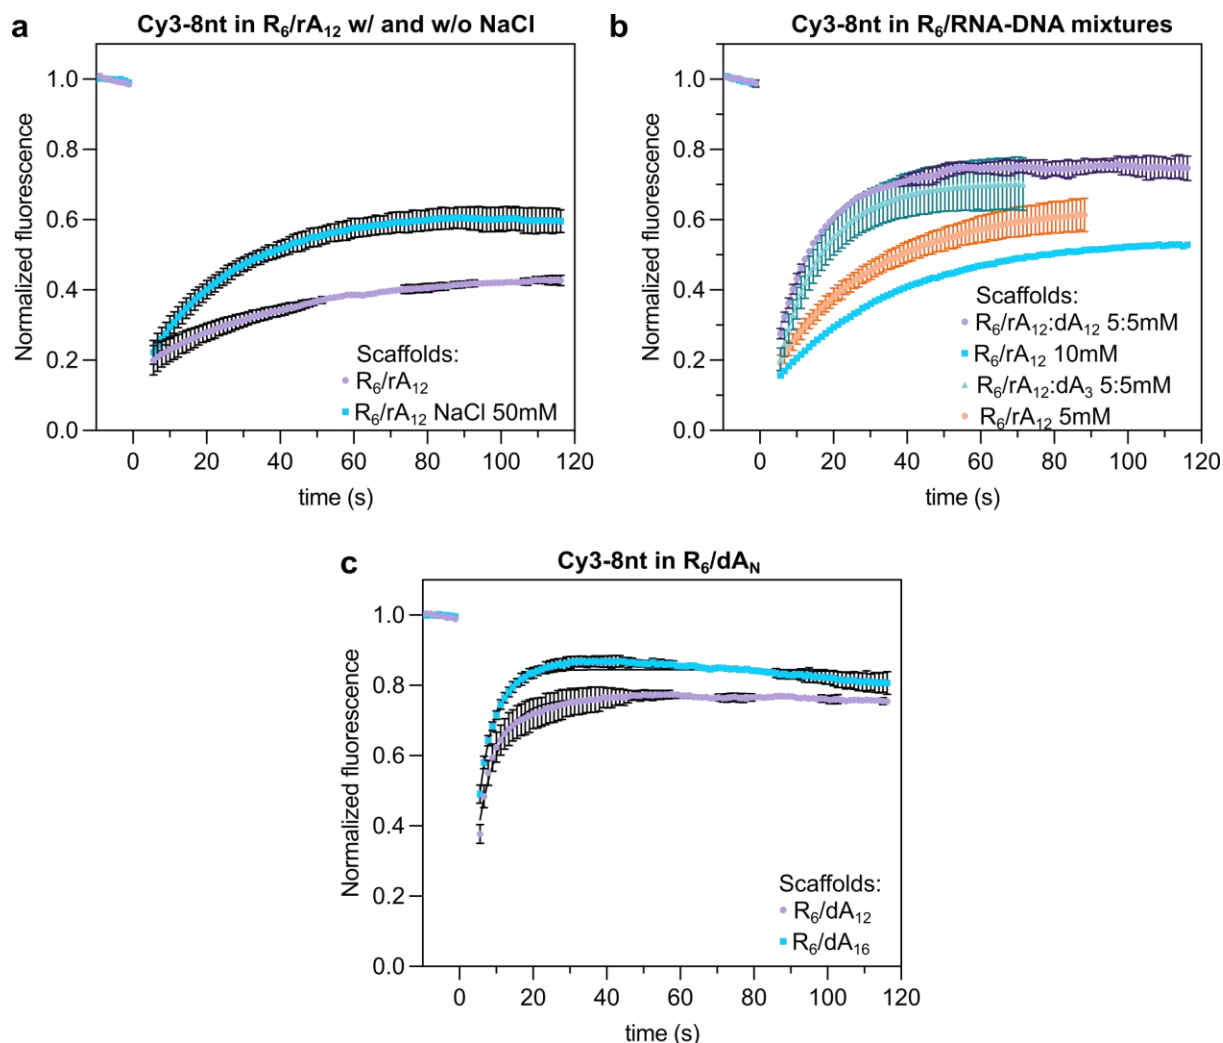 a
Cy3-8nt in R₆/rA₁₂ w/ and w/o NaCl
1.0
0.8
0.6
0.4
0.2
0.0
Normalized fluorescence
0 20 40 60 80 100 120
time (s)
Scaffolds:
R₆/rA₁₂
R₆/rA₁₂ NaCl 50mM
b
Cy3-8nt in R₆/RNA-DNA mixtures
1.0
0.8
0.6
0.4
0.2
0.0
Normalized fluorescence
0 20 40 60 80 100 120
time (s)
Scaffolds:
R₆/rA₁₂:dA₁₂ 5:5mM
R₆/rA₁₂ 10mM
R₆/rA₁₂:dA₃ 5:5mM
R₆/rA₁₂ 5mM
c
Cy3-8nt in R₆/dA_N
1.0
0.8
0.6
0.4
0.2
0.0
Normalized fluorescence
0 20 40 60 80 100 120
time (s)
Scaffolds:
R₆/dA₁₂
R₆/dA₁₆